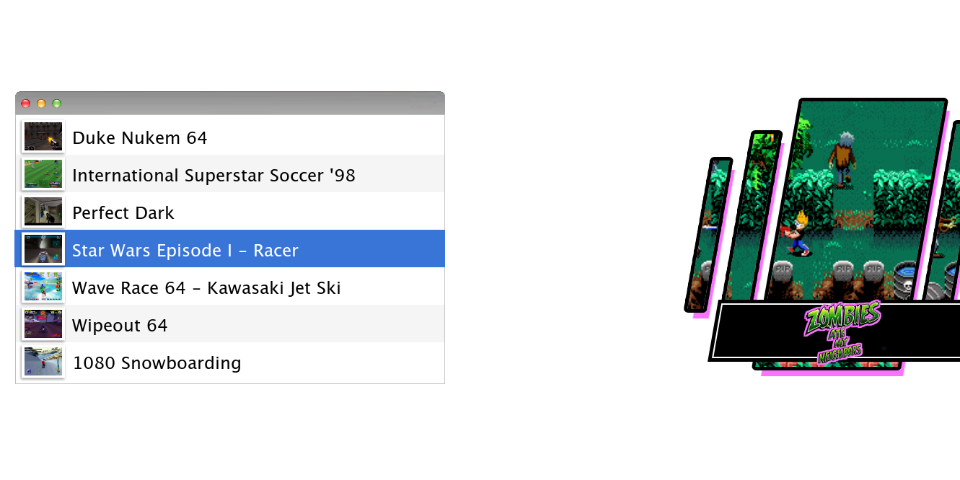 Duke Nukem 64
International Superstar Soccer '98
Perfect Dark
Star Wars Episode I – Racer
Wave Race 64 – Kawasaki Jet Ski
Wipeout 64
1080 Snowboarding
ZOMBIES
ATE
MY
NEIGHBORS